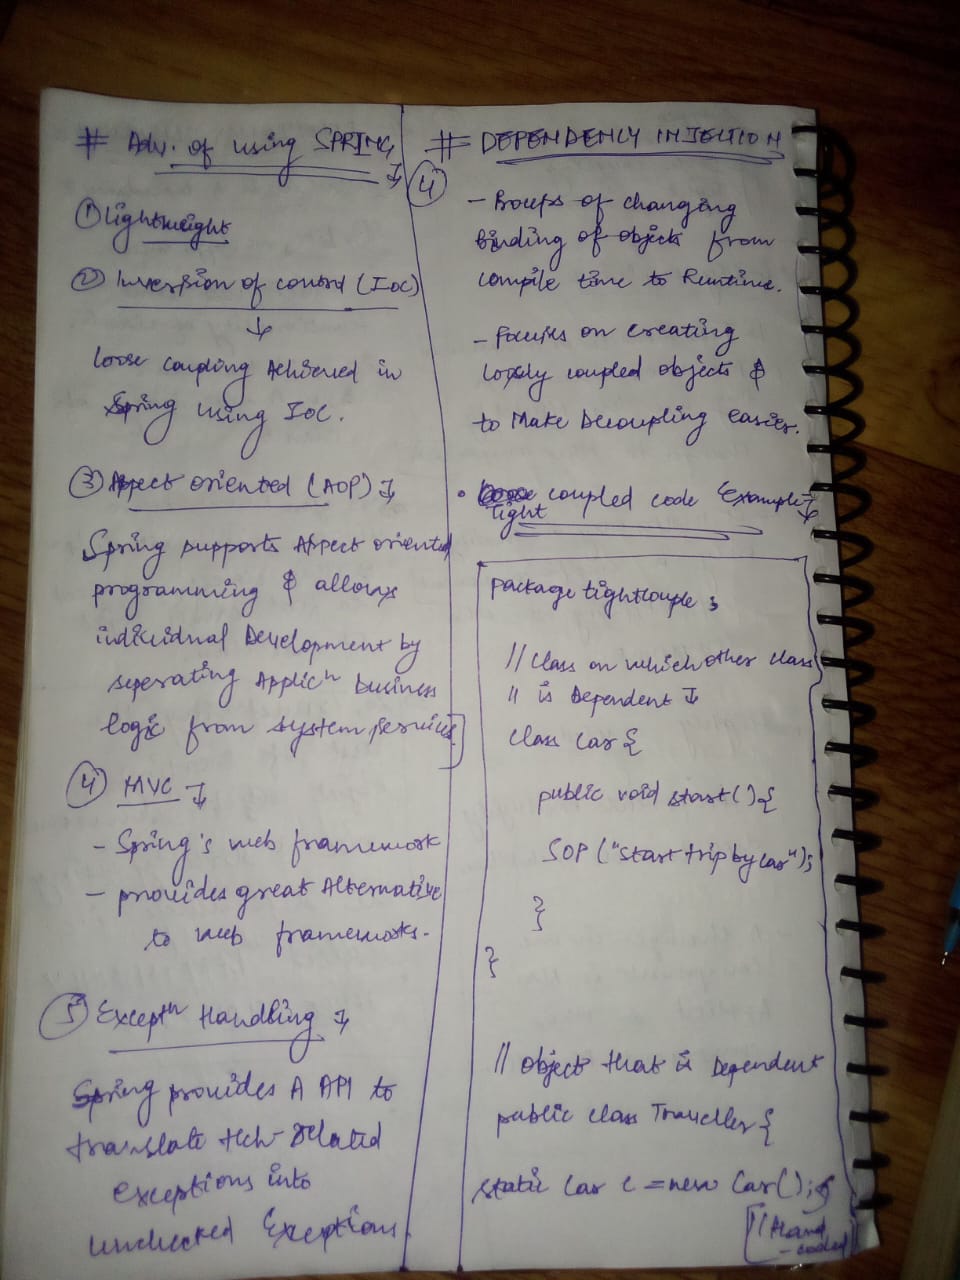 # Adv. of using SPRING
① Lightweight
② Inversion of control (IoC)
↓
Loose coupling Achieved in
Spring using IoC.
③ Aspect oriented (AOP) ↓
Spring supports Aspect oriented
programming & allows
individual Development by
seperating Applicⁿ business
logic from system services
④ MVC ↓
- Spring's web framework
- provides great Alternative
to web frameworks.
5 Exceptⁿ Handling ↓
Spring provides A API to
translate tech-related
exceptions into
unchecked Exceptions.
④ # DEPENDENCY INJECTION
- Process of changing
binding of objects from
compile time to Runtime.
- focuses on creating
loosely coupled objects &
to Make Decoupling easier.
• Tight coupled code Example ↓
package tightcouple ;
// class on which other class
// is Dependent ↓
class Car {
public void start() {
SOP ("start trip by car");
}
}
// Object that is Dependent
public class Traveller {
static Car c = new Car();
// Hand
- coded